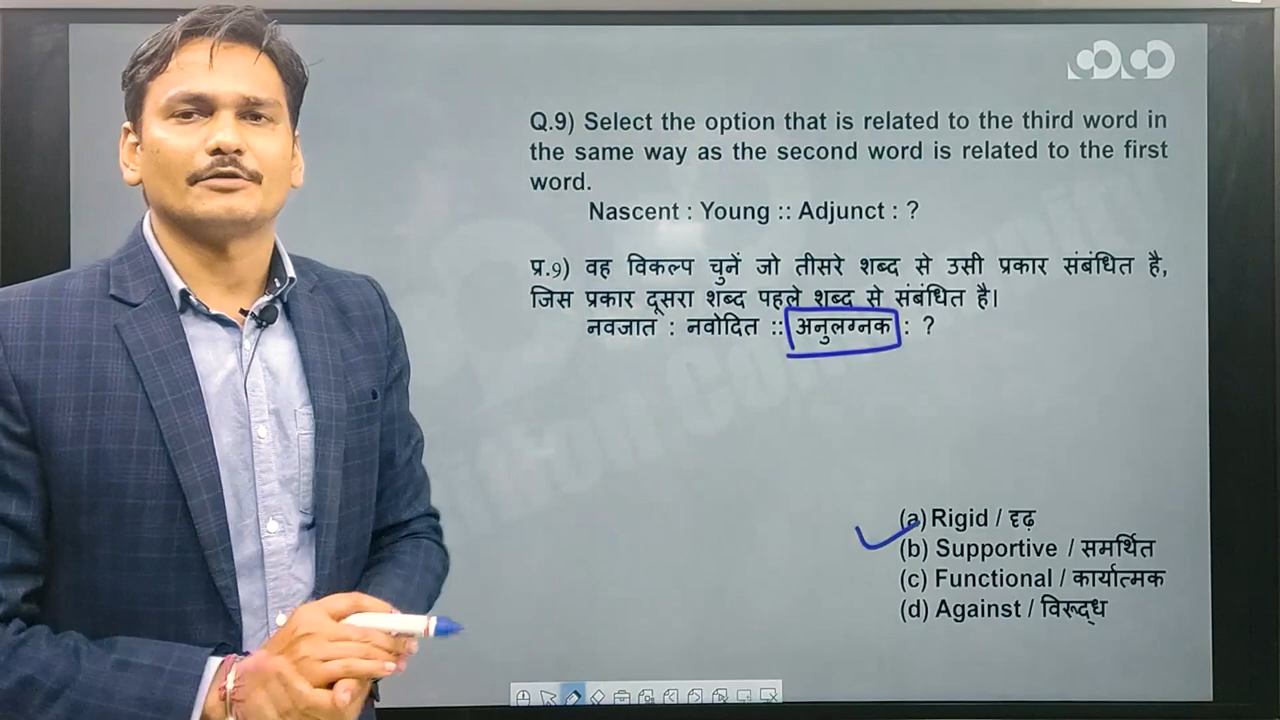 Q.9) Select the option that is related to the third word in
the same way as the second word is related to the first
word.
Nascent : Young :: Adjunct : ?
प्र.9) वह विकल्प चुनें जो तीसरे शब्द से उसी प्रकार संबंधित है,
जिस प्रकार दूसरा शब्द पहले शब्द से संबंधित है।
नवजात : नवोदित :: अनुलग्नक : ?
(a) Rigid / दृढ़
(b) Supportive / समर्थित
(c) Functional / कार्यात्मक
(d) Against / विरूद्ध